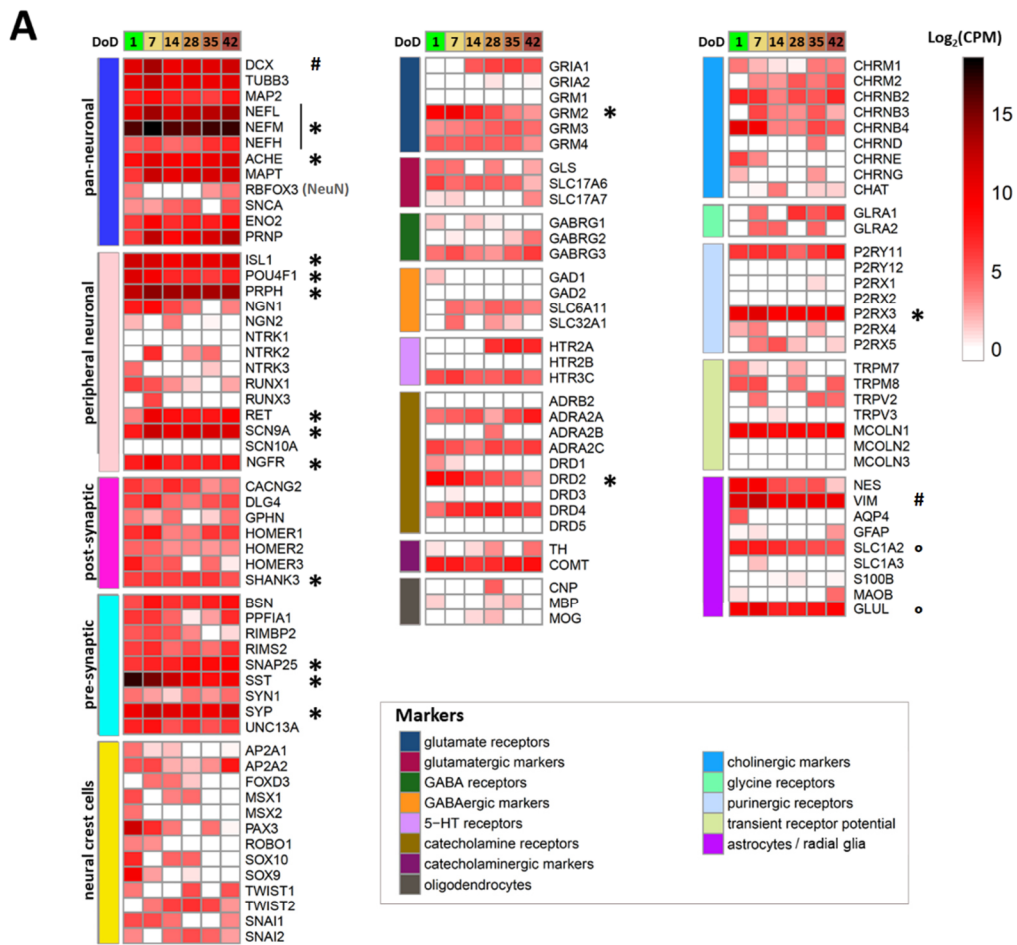 A
DoD 1 7 14 28 35 42
pan-neuronal
DCX #
TUBB3
MAP2
NEFL
NEFM *
NEFH
ACHE *
MAPT
RBFOX3 (NeuN)
SNCA
ENO2
PRNP
peripheral neuronal
ISL1 *
POU4F1 *
PRPH *
NGN1
NGN2
NTRK1
NTRK2
NTRK3
RUNX1
RUNX3
RET *
SCN9A *
SCN10A
NGFR *
post-synaptic
CACNG2
DLG4
GPHN
HOMER1
HOMER2
HOMER3
SHANK3 *
pre-synaptic
BSN
PPFIA1
RIMBP2
RIMS2
SNAP25 *
SST *
SYN1
SYP *
UNC13A
neural crest cells
AP2A1
AP2A2
FOXD3
MSX1
MSX2
PAX3
ROBO1
SOX10
SOX9
TWIST1
TWIST2
SNAI1
SNAI2
DoD 1 7 14 28 35 42
GRIA1
GRIA2
GRM1
GRM2 *
GRM3
GRM4
GLS
SLC17A6
SLC17A7
GABRG1
GABRG2
GABRG3
GAD1
GAD2
SLC6A11
SLC32A1
HTR2A
HTR2B
HTR3C
ADRB2
ADRA2A
ADRA2B
ADRA2C
DRD1
DRD2 *
DRD3
DRD4
DRD5
TH
COMT
CNP
MBP
MOG
DoD 1 7 14 28 35 42
CHRM1
CHRM2
CHRNB2
CHRNB3
CHRNB4
CHRND
CHRNE
CHRNG
CHAT
GLRA1
GLRA2
P2RY11
P2RY12
P2RX1
P2RX2
P2RX3 *
P2RX4
P2RX5
TRPM7
TRPM8
TRPV2
TRPV3
MCOLN1
MCOLN2
MCOLN3
NES
VIM #
AQP4
GFAP
SLC1A2 o
SLC1A3
S100B
MAOB
GLUL o
Log2(CPM)
15
10
5
0
Markers
glutamate receptors
glutamatergic markers
GABA receptors
GABAergic markers
5-HT receptors
catecholamine receptors
catecholaminergic markers
oligodendrocytes
cholinergic markers
glycine receptors
purinergic receptors
transient receptor potential
astrocytes / radial glia